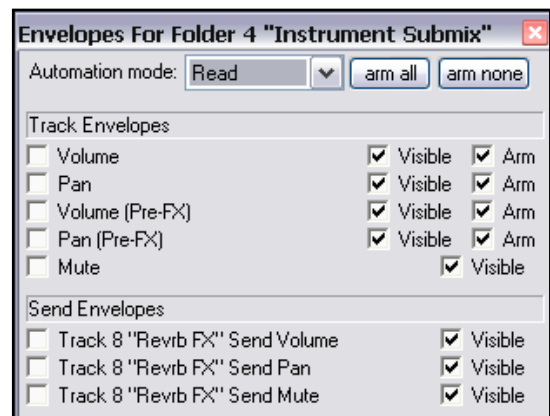 Envelopes For Folder 4 "Instrument Submix"
Automation mode: Read arm all arm none
Track Envelopes
Volume Visible Arm
Pan Visible Arm
Volume (Pre-FX) Visible Arm
Pan (Pre-FX) Visible Arm
Mute Visible
Send Envelopes
Track 8 "Revrb FX" Send Volume Visible
Track 8 "Revrb FX" Send Pan Visible
Track 8 "Revrb FX" Send Mute Visible